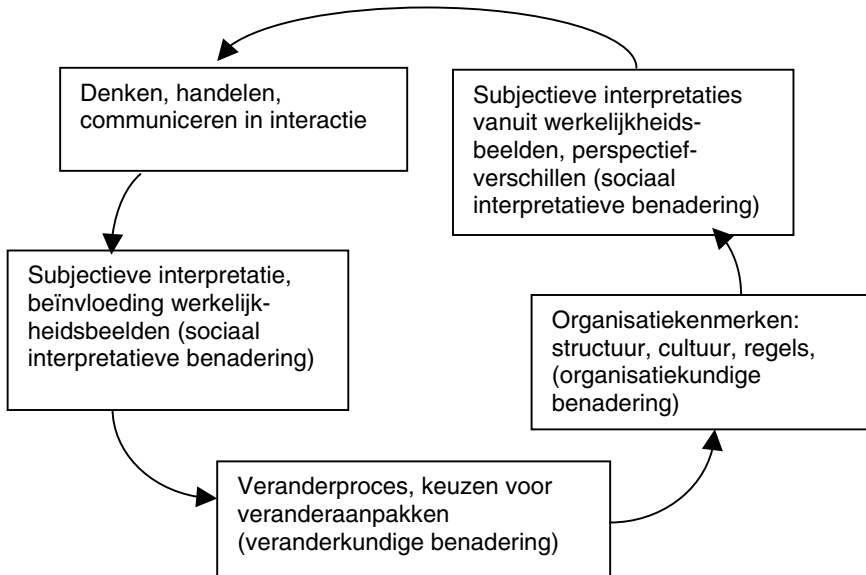 Denken, handelen,
communiceren in interactie
Subjectieve interpretaties
vanuit werkelijkheids-
beelden, perspectief-
verschillen (sociaal
interpretatieve benadering)
Subjectieve interpretatie,
beïnvloeding werkelijk-
heidsbeelden (sociaal
interpretatieve benadering)
Organisatiekenmerken:
structuur, cultuur, regels,
(organisatiekundige
benadering)
Veranderproces, keuzen voor
veranderaanpakken
(veranderkundige benadering)